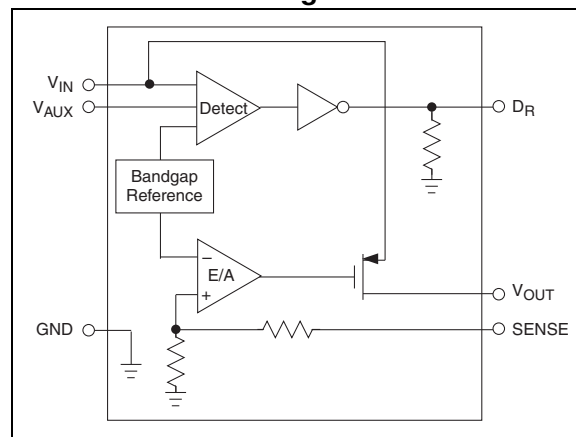 V_IN
V_AUX
Detect
D_R
Bandgap
Reference
−
E/A
+
V_OUT
GND
SENSE